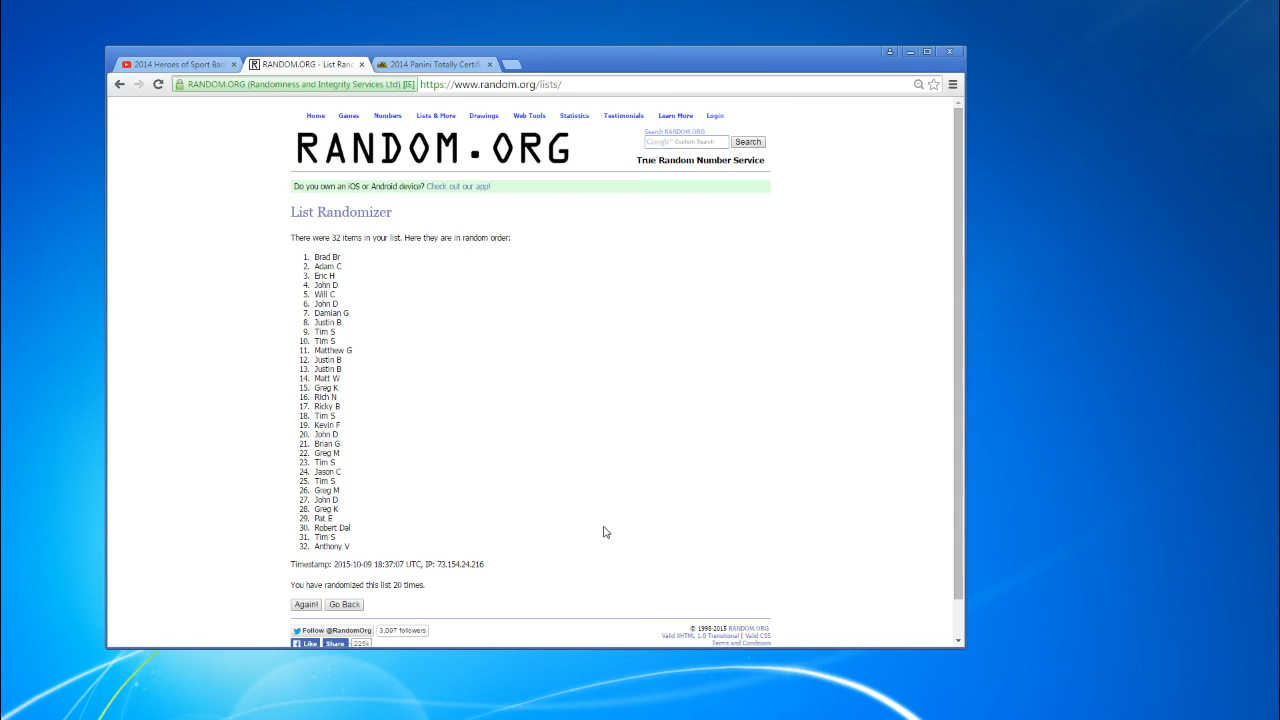 2014 Heroes of Sport Bas
RANDOM.ORG - List Ranc
2014 Panini Totally Certifi
RANDOM.ORG (Randomness and Integrity Services Ltd) [IE]
https://www.random.org/lists/
Home Games Numbers Lists & More Drawings Web Tools Statistics Testimonials Learn More Login
RANDOM.ORG
Search RANDOM.ORG
Google Custom Search
Search
True Random Number Service
Do you own an iOS or Android device? Check out our app!
List Randomizer
There were 32 items in your list. Here they are in random order:
1. Brad Br
2. Adam C
3. Eric H
4. John D
5. Will C
6. John D
7. Damian G
8. Justin B
9. Tim S
10. Tim S
11. Matthew G
12. Justin B
13. Justin B
14. Matt W
15. Greg K
16. Rich N
17. Ricky B
18. Tim S
19. Kevin F
20. John D
21. Brian G
22. Greg M
23. Tim S
24. Jason C
25. Tim S
26. Greg M
27. John D
28. Greg K
29. Pat E
30. Robert Dal
31. Tim S
32. Anthony V
Timestamp: 2015-10-09 18:37:07 UTC, IP: 73.154.24.216
You have randomized this list 20 times.
Again! Go Back
Follow @RandomOrg 3,097 followers
Like Share 225k
© 1998-2015 RANDOM.ORG
Valid XHTML 1.0 Transitional | Valid CSS
Terms and Conditions